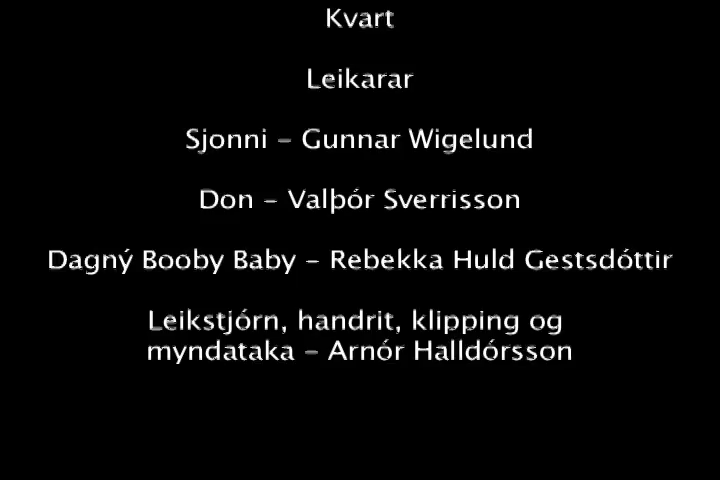 Kvart
Leikarar
Sjonni - Gunnar Wigelund
Don - Valþór Sverrisson
Dagný Booby Baby - Rebekka Huld Gestsdóttir
Leikstjórn, handrit, klipping og
myndataka - Arnór Halldórsson